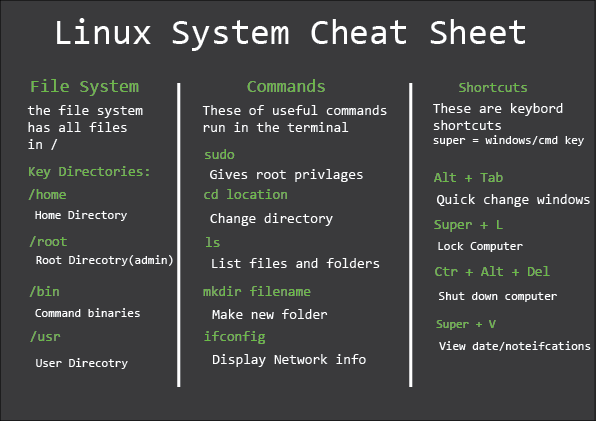 Linux System Cheat Sheet
File System
the file system
has all files
in /
Key Directories:
/home
Home Directory
/root
Root Direcotry(admin)
/bin
Command binaries
/usr
User Direcotry
Commands
These of useful commands
run in the terminal
sudo
Gives root privlages
cd location
Change directory
ls
List files and folders
mkdir filename
Make new folder
ifconfig
Display Network info
Shortcuts
These are keybord
shortcuts
super = windows/cmd key
Alt + Tab
Quick change windows
Super + L
Lock Computer
Ctr + Alt + Del
Shut down computer
Super + V
View date/noteifcations